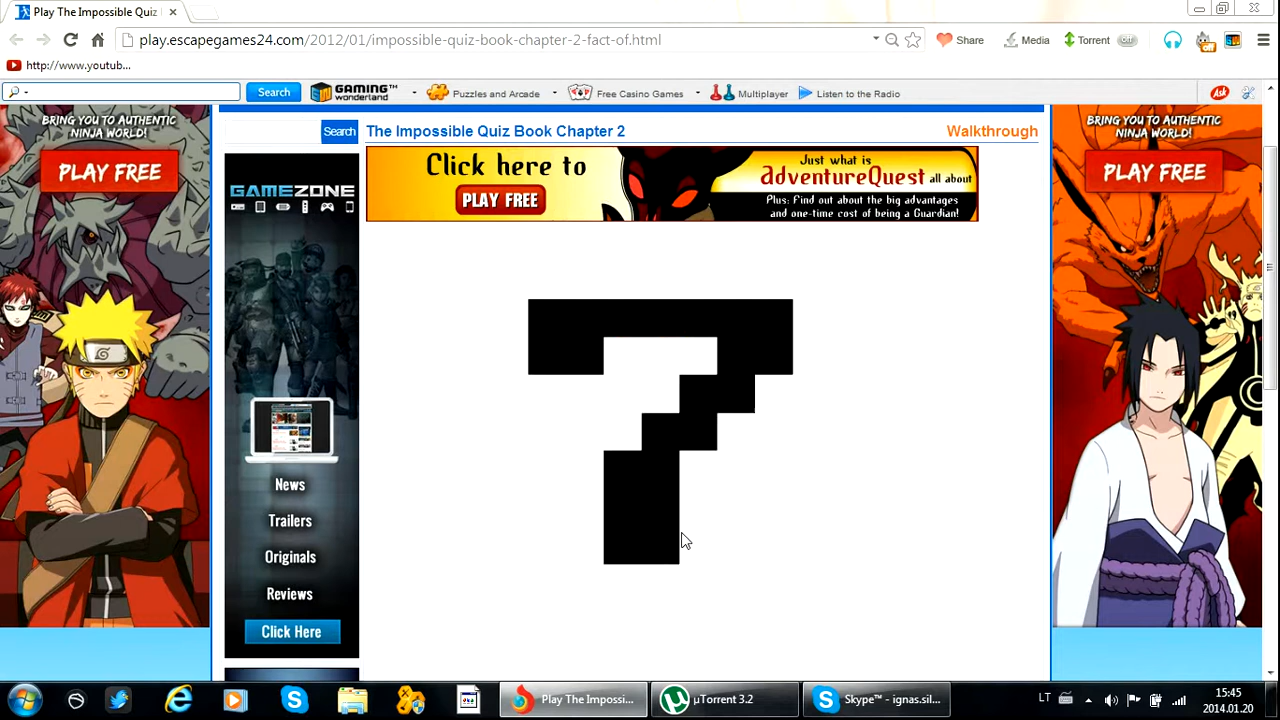 Play The Impossible Quiz
play.escapegames24.com/2012/01/impossible-quiz-book-chapter-2-fact-of.html
Share
Media
Torrent
off
off
http://www.youtub...
Search
GAMING™
wonderland
Puzzles and Arcade
Free Casino Games
Multiplayer
Listen to the Radio
Ask
BRING YOU TO AUTHENTIC
NINJA WORLD!
PLAY FREE
Search
The Impossible Quiz Book Chapter 2
Walkthrough
Click here to
PLAY FREE
Just what is
AdventureQuest all about
Plus: Find out about the big advantages
and one-time cost of being a Guardian!
GAMEZONE
7
News
Trailers
Originals
Reviews
Click Here
BRING YOU TO AUTHENTIC
NINJA WORLD!
PLAY FREE
Play The Impossi...
µTorrent 3.2
Skype™ - ignas.sil...
LT
15:45
2014.01.20